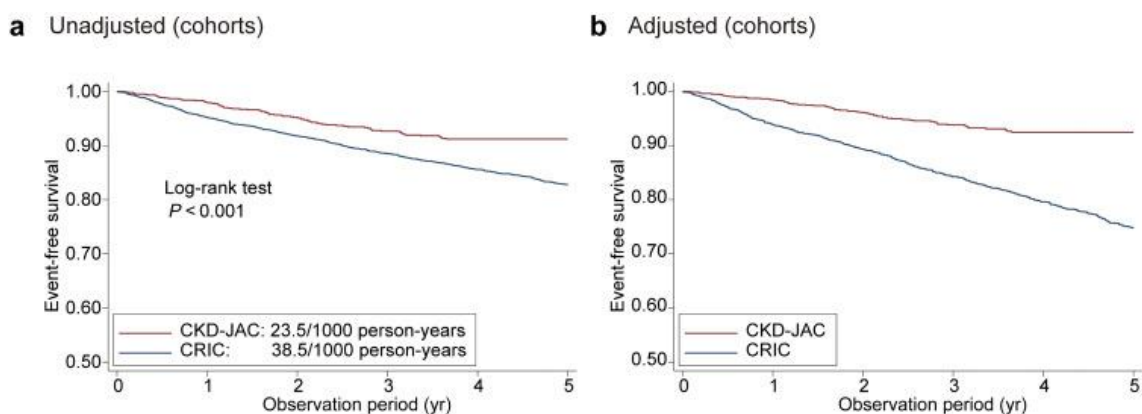 a Unadjusted (cohorts)
Event-free survival
1.00
0.90
0.80
0.70
0.60
0.50
Log-rank test
P < 0.001
CKD-JAC: 23.5/1000 person-years
CRIC: 38.5/1000 person-years
0 1 2 3 4 5
Observation period (yr)
b Adjusted (cohorts)
Event-free survival
1.00
0.90
0.80
0.70
0.60
0.50
CKD-JAC
CRIC
0 1 2 3 4 5
Observation period (yr)